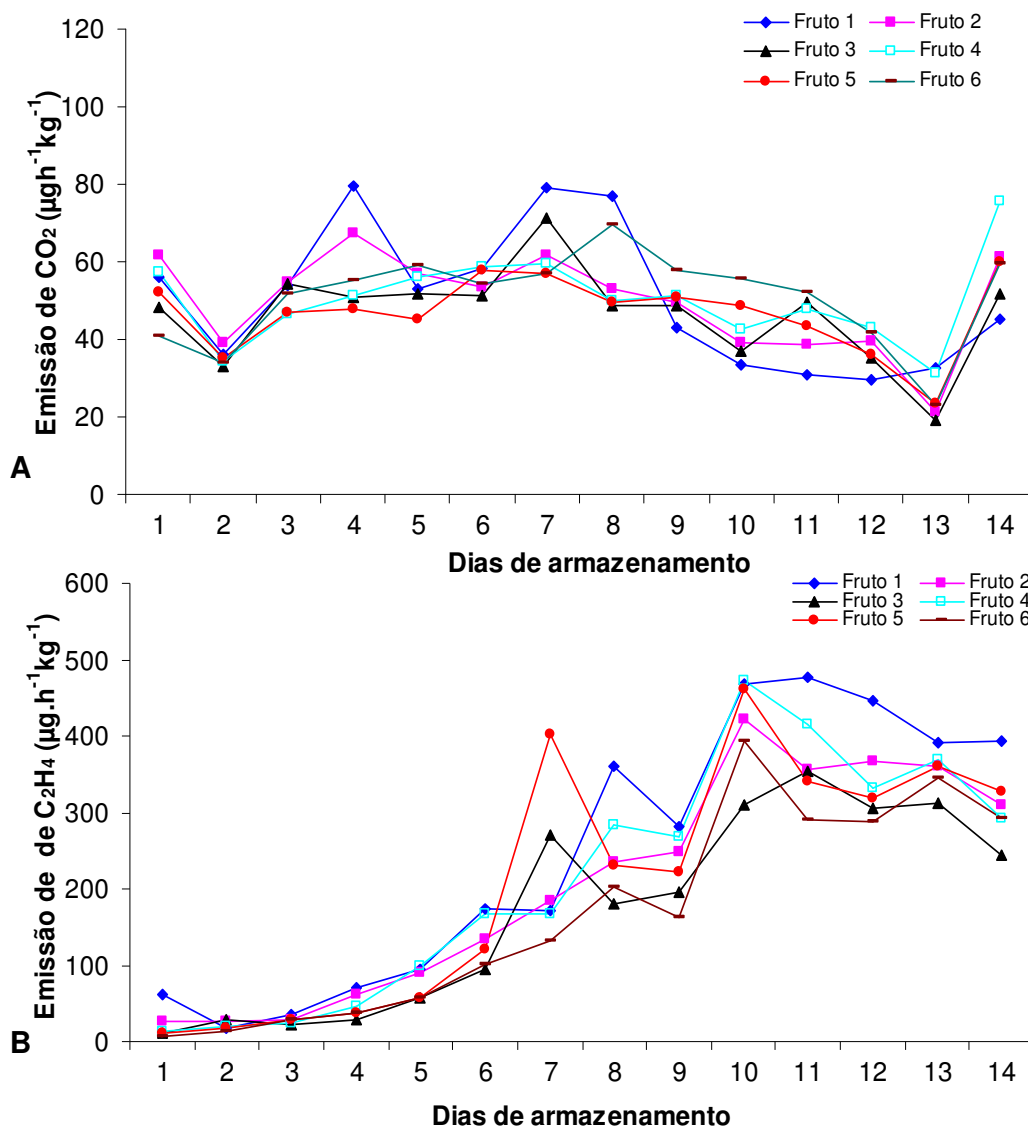 Emissão de CO₂ (µgh⁻¹kg⁻¹)
120
100
80
60
40
20
0
Fruto 1 Fruto 2
Fruto 3 Fruto 4
Fruto 5 Fruto 6
A
1 2 3 4 5 6 7 8 9 10 11 12 13 14
Dias de armazenamento
Emissão de de C₂H₄ (µg.h⁻¹kg⁻¹)
600
500
400
300
200
100
0
Fruto 1 Fruto 2
Fruto 3 Fruto 4
Fruto 5 Fruto 6
B
1 2 3 4 5 6 7 8 9 10 11 12 13 14
Dias de armazenamento